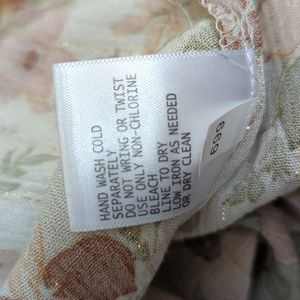 HAND WASH COLD
SEPARATELY
DO NOT WRING OR TWIST
USE ONLY NON-CHLORINE
BLEACH
LINE TO DRY
LOW IRON AS NEEDED
OR DRY CLEAN